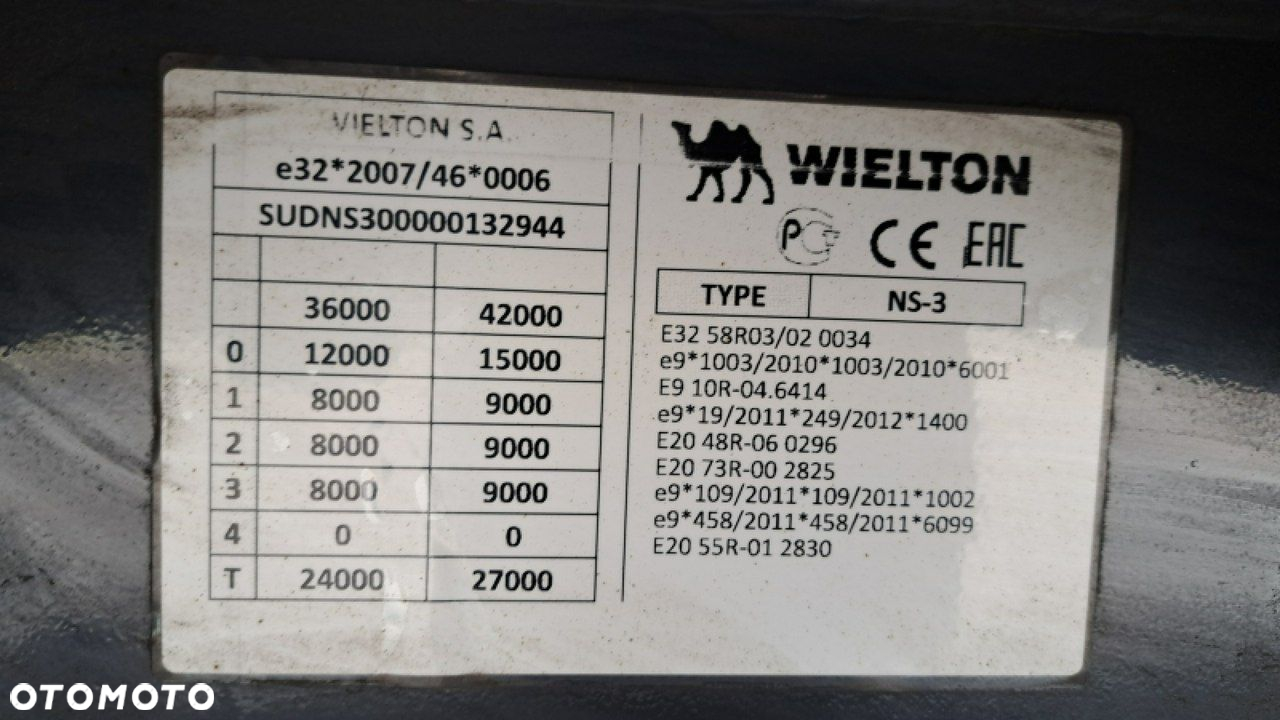 VIELTON S.A.
e32*2007/46*0006
SUDNS300000132944
36000 42000
0 12000 15000
1 8000 9000
2 8000 9000
3 8000 9000
4 0 0
T 24000 27000
WIELTON
PC CE EAC
TYPE NS-3
E32 58R03/02 0034
e9*1003/2010*1003/2010*6001
E9 10R-04.6414
e9*19/2011*249/2012*1400
E20 48R-06 0296
E20 73R-00 2825
e9*109/2011*109/2011*1002
e9*458/2011*458/2011*6099
E20 55R-01 2830
OTOMOTO